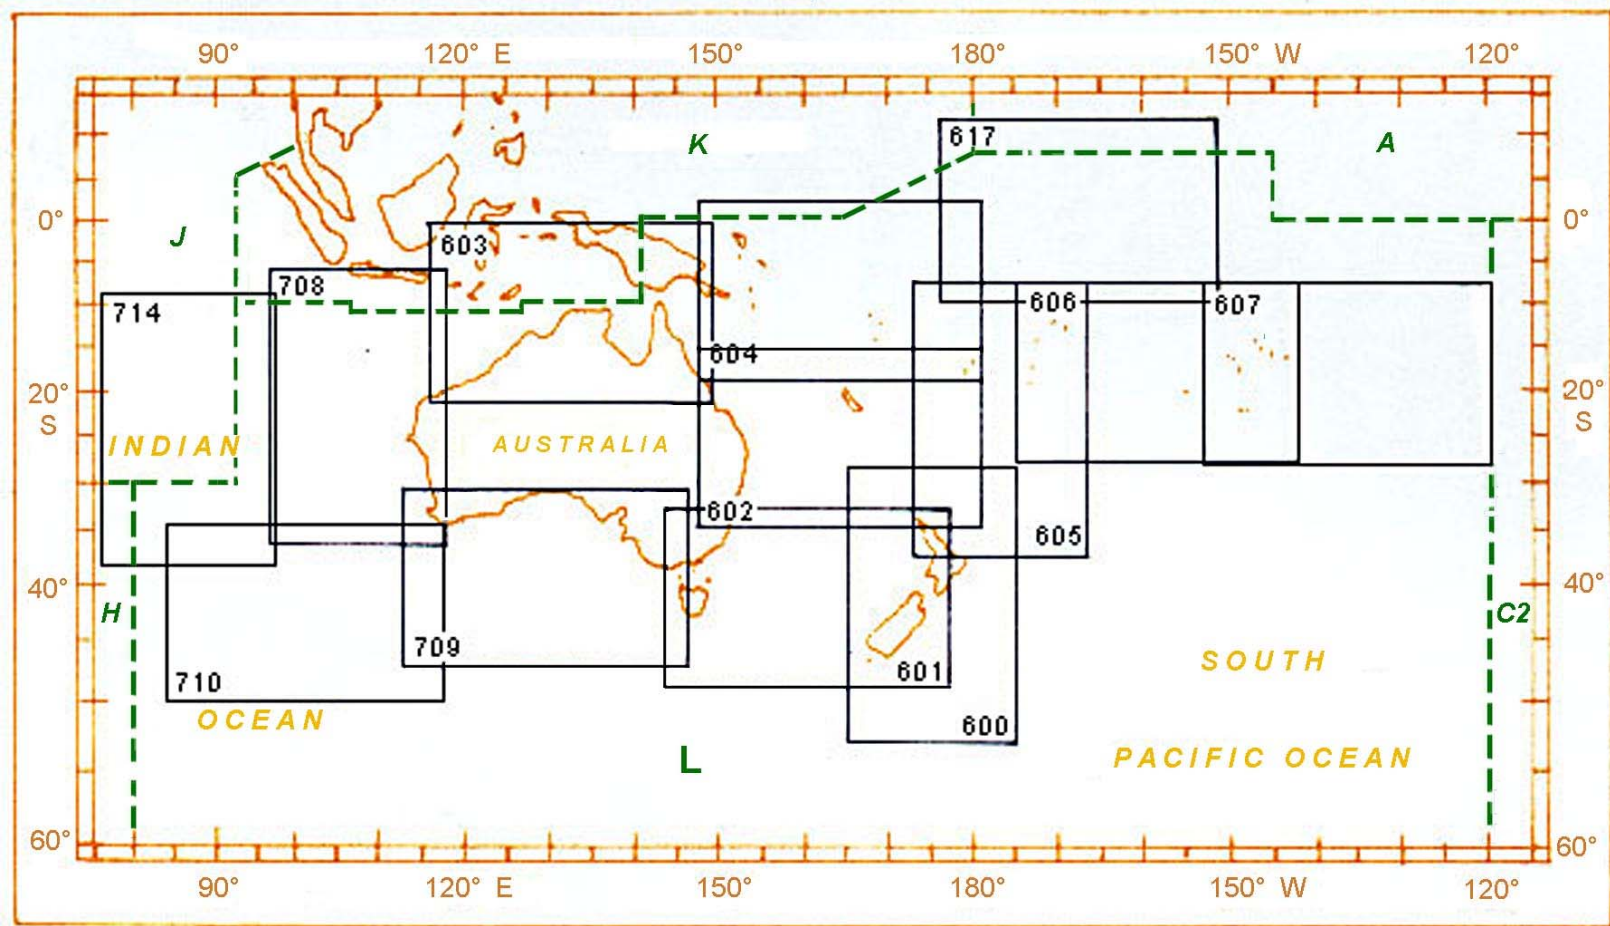 90° 120° E 150° 180° 150° W 120°
617
K
A
0° 0°
J
603
708
714
606
607
604
20° 20°
S S
INDIAN
AUSTRALIA
602
605
40° 40°
H
C2
709
601
SOUTH
710
OCEAN
600
L
PACIFIC OCEAN
60° 60°
90° 120° E 150° 180° 150° W 120°